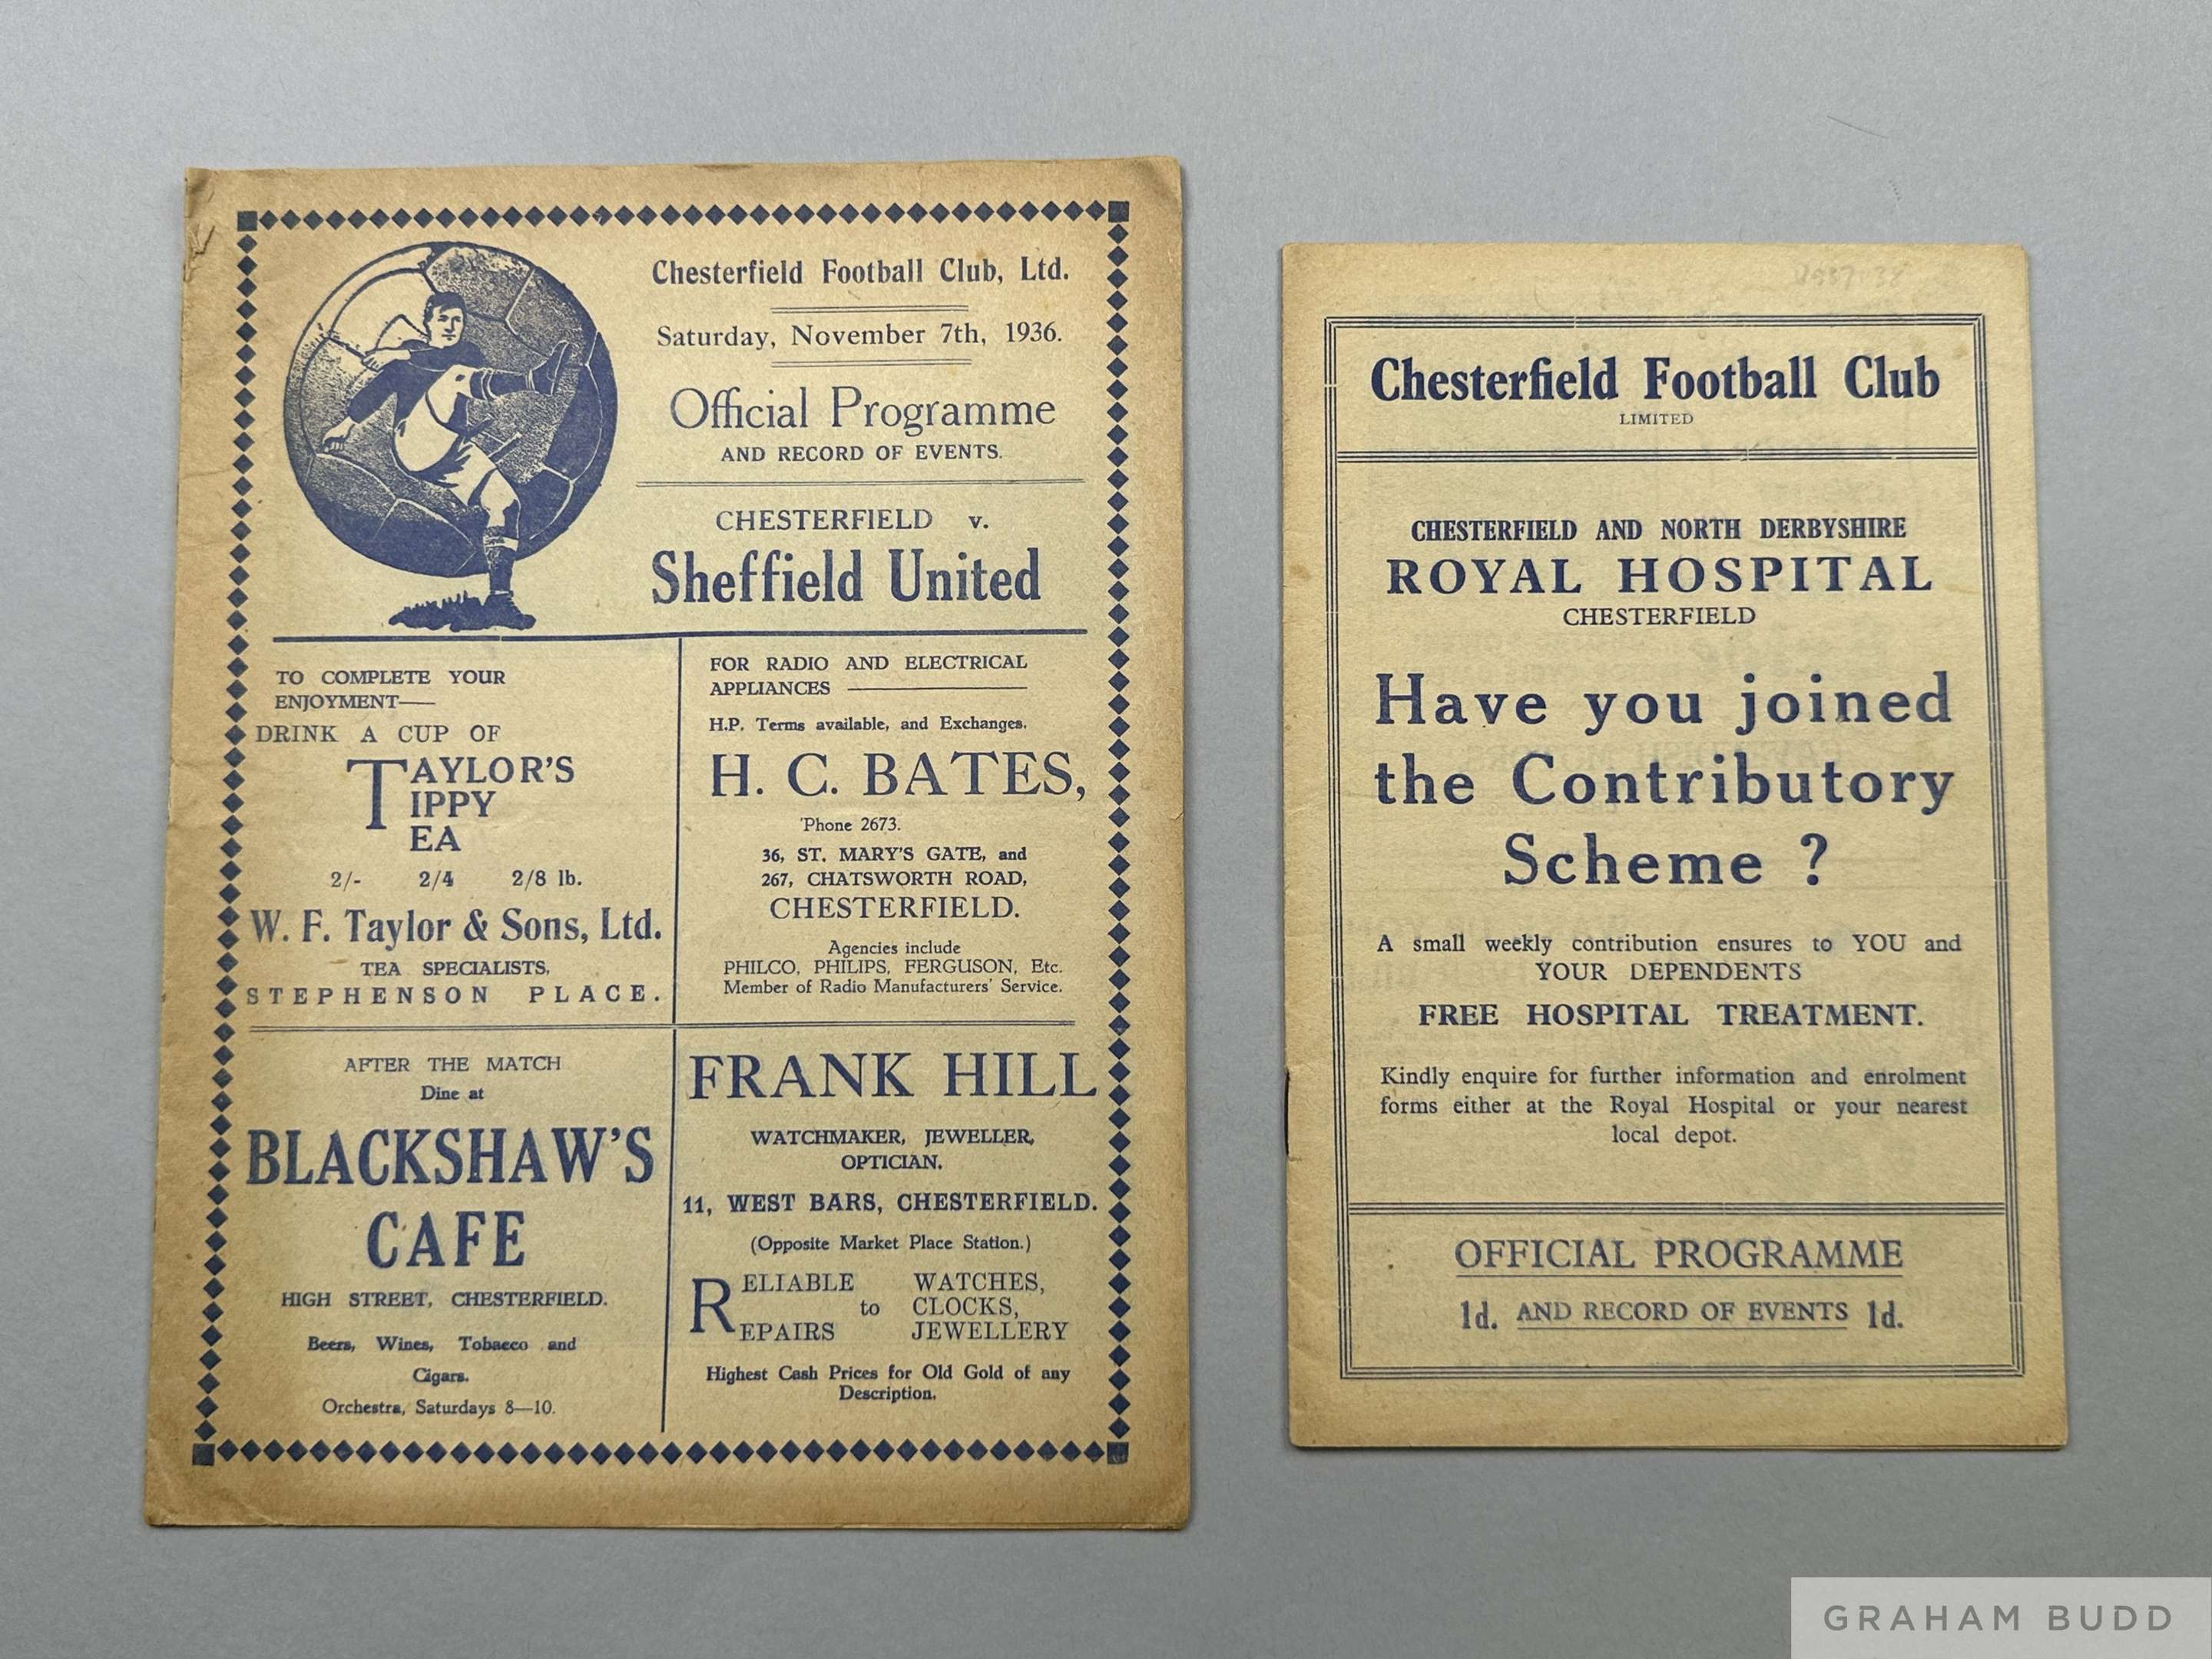 Chesterfield Football Club, Ltd.
Saturday, November 7th, 1936.
Official Programme
AND RECORD OF EVENTS.
CHESTERFIELD v.
Sheffield United
TO COMPLETE YOUR
ENJOYMENT—
DRINK A CUP OF
TAYLOR'S
TIPPY
TEA
2/- 2/4 2/8 lb.
W. F. Taylor & Sons, Ltd.
TEA SPECIALISTS,
STEPHENSON PLACE.
FOR RADIO AND ELECTRICAL
APPLIANCES
H.P. Terms available, and Exchanges.
H. C. BATES,
'Phone 2673.
36, ST. MARY'S GATE, and
267, CHATSWORTH ROAD,
CHESTERFIELD.
Agencies include
PHILCO, PHILIPS, FERGUSON, Etc.
Member of Radio Manufacturers' Service.
AFTER THE MATCH
Dine at
BLACKSHAW'S
CAFE
HIGH STREET, CHESTERFIELD.
Beers, Wines, Tobacco and
Cigars.
Orchestra, Saturdays 8—10.
FRANK HILL
WATCHMAKER, JEWELLER,
OPTICIAN.
11, WEST BARS, CHESTERFIELD.
(Opposite Market Place Station.)
RELIABLE WATCHES,
to CLOCKS,
REPAIRS JEWELLERY
Highest Cash Prices for Old Gold of any
Description.
Chesterfield Football Club
LIMITED
CHESTERFIELD AND NORTH DERBYSHIRE
ROYAL HOSPITAL
CHESTERFIELD
Have you joined
the Contributory
Scheme ?
A small weekly contribution ensures to YOU and
YOUR DEPENDENTS
FREE HOSPITAL TREATMENT.
Kindly enquire for further information and enrolment
forms either at the Royal Hospital or your nearest
local depot.
OFFICIAL PROGRAMME
1d. AND RECORD OF EVENTS 1d.
GRAHAM BUDD